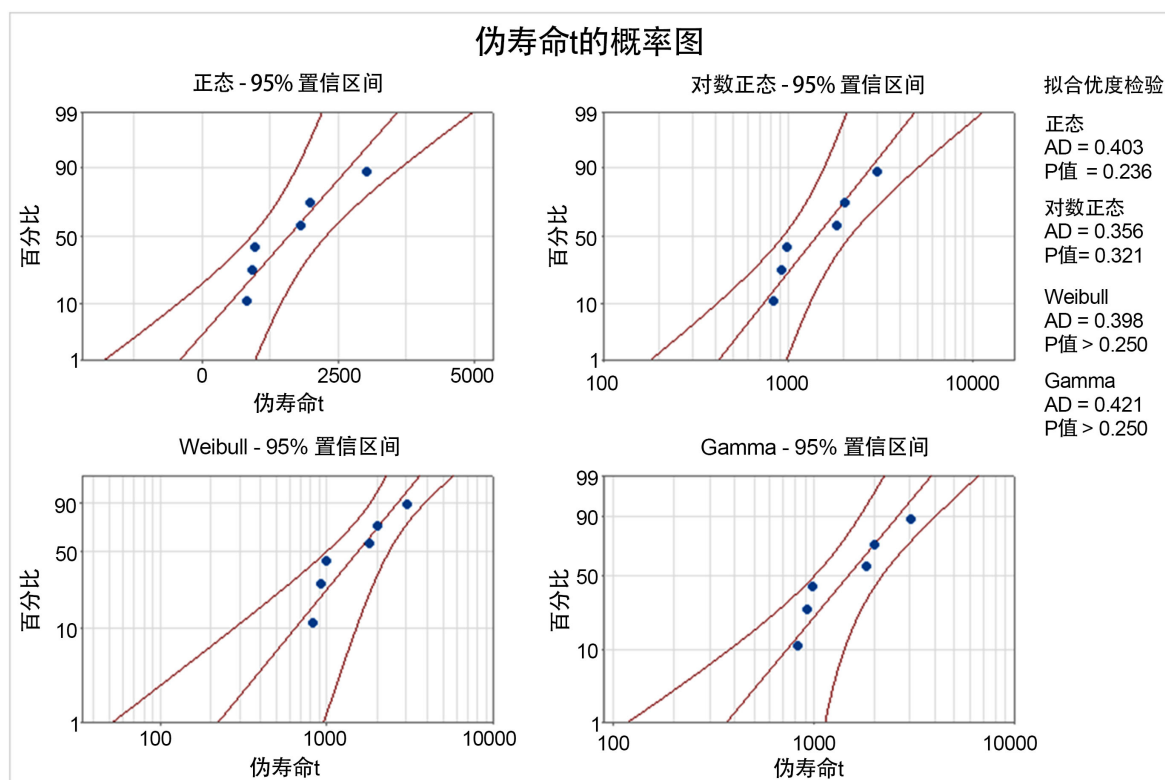 伪寿命t的概率图
正态 - 95% 置信区间
99
90
50
10
1
百分比
0 2500 5000
伪寿命t
对数正态 - 95% 置信区间
99
90
50
10
1
百分比
100 1000 10000
Weibull - 95% 置信区间
90
50
10
1
百分比
100 1000 10000
伪寿命t
Gamma - 95% 置信区间
99
90
50
10
1
百分比
100 1000 10000
伪寿命t
拟合优度检验
正态
AD = 0.403
P值 = 0.236
对数正态
AD = 0.356
P值= 0.321
Weibull
AD = 0.398
P值 > 0.250
Gamma
AD = 0.421
P值 > 0.250